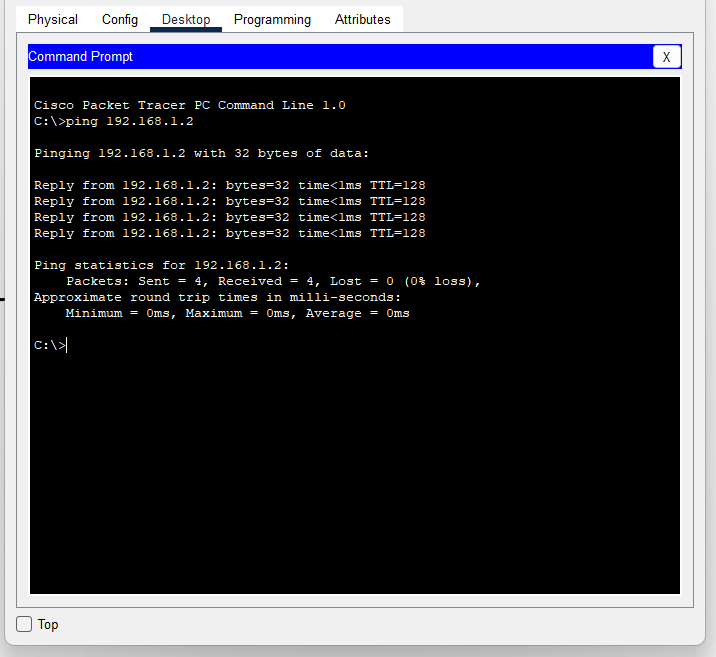 Physical Config Desktop Programming Attributes
Command Prompt X
Cisco Packet Tracer PC Command Line 1.0
C:\>ping 192.168.1.2
Pinging 192.168.1.2 with 32 bytes of data:
Reply from 192.168.1.2: bytes=32 time<1ms TTL=128
Reply from 192.168.1.2: bytes=32 time<1ms TTL=128
Reply from 192.168.1.2: bytes=32 time<1ms TTL=128
Reply from 192.168.1.2: bytes=32 time<1ms TTL=128
Ping statistics for 192.168.1.2:
Packets: Sent = 4, Received = 4, Lost = 0 (0% loss),
Approximate round trip times in milli-seconds:
Minimum = 0ms, Maximum = 0ms, Average = 0ms
C:\>
Top